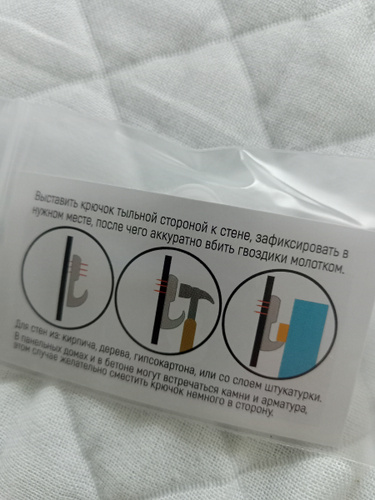 Выставить крючок тыльной стороной к стене, зафиксировать в
нужном месте, после чего аккуратно вбить гвоздики молотком.
Для стен из: кирпича, дерева, гипсокартона, или со слоем штукатурки.
В панельных домах и в бетоне могут встречаться камни и арматура,
этом случае желательно сместить крючок немного в сторону.